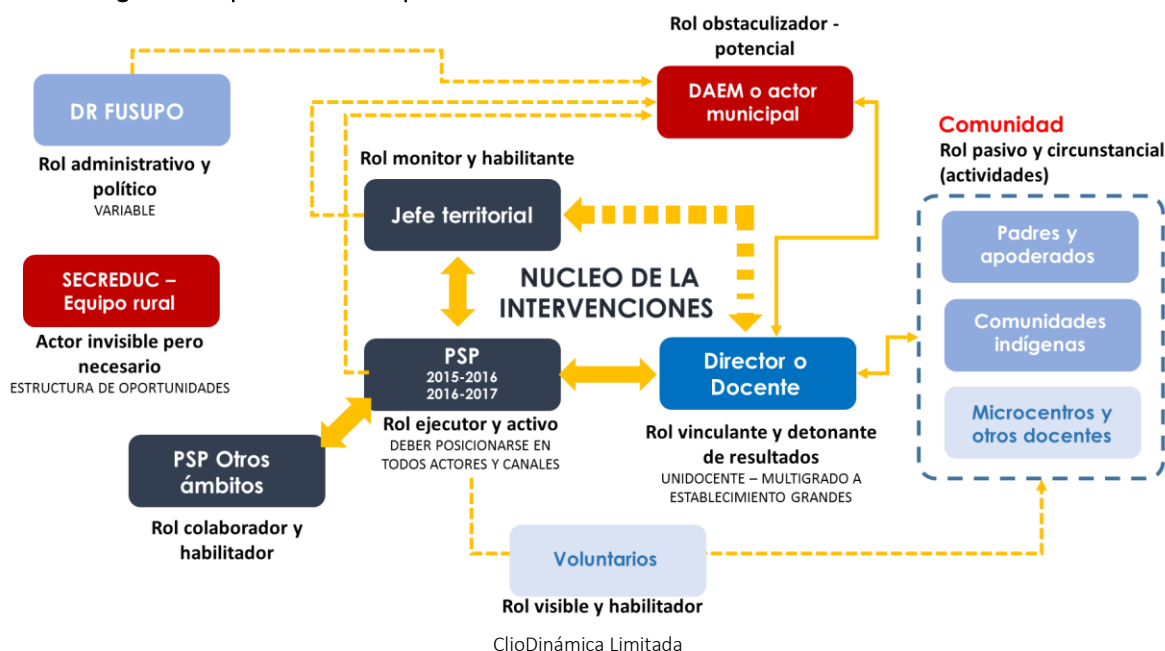 Rol obstaculizador -
potencial
DR FUSUPO
DAEM o actor
municipal
Rol administrativo y
político
VARIABLE
Rol monitor y habilitante
Jefe territorial
Comunidad
Rol pasivo y circunstancial
(actividades)
Padres y
apoderados
Comunidades
indígenas
Microcentros y
otros docentes
SECREDUC –
Equipo rural
Actor invisible pero
necesario
ESTRUCTURA DE OPORTUNIDADES
NUCLEO DE LA
INTERVENCIONES
PSP
2015-2016
2016-2017
Rol ejecutor y activo
DEBER POSICIONARSE EN
TODOS ACTORES Y CANALES
Director o
Docente
Rol vinculante y detonante
de resultados
UNIDOCENTE – MULTIGRADO A
ESTABLECIMIENTO GRANDES
PSP Otros
ámbitos
Rol colaborador y
habilitador
Voluntarios
Rol visible y habilitador
ClioDinámica Limitada